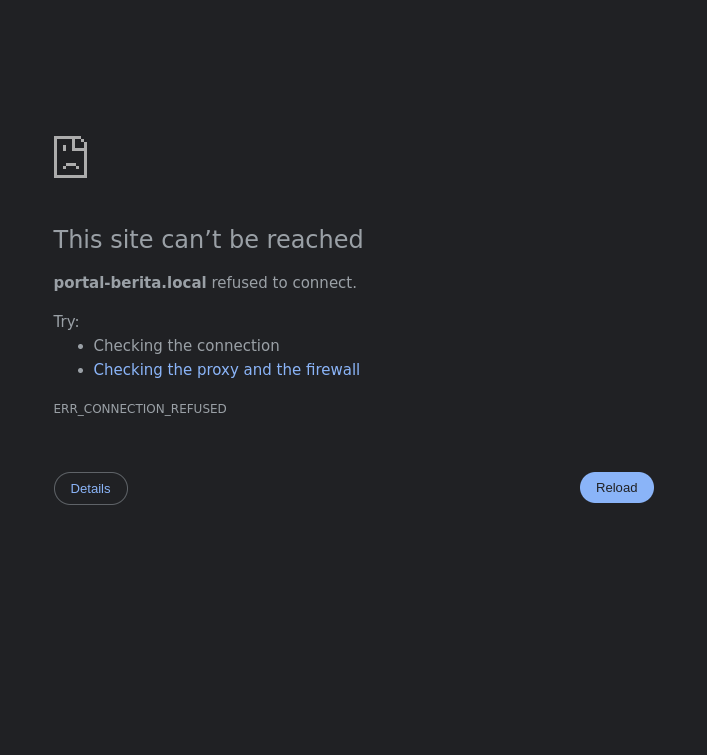 This site can’t be reached
portal-berita.local refused to connect.
Try:
Checking the connection
Checking the proxy and the firewall
ERR_CONNECTION_REFUSED
Details
Reload